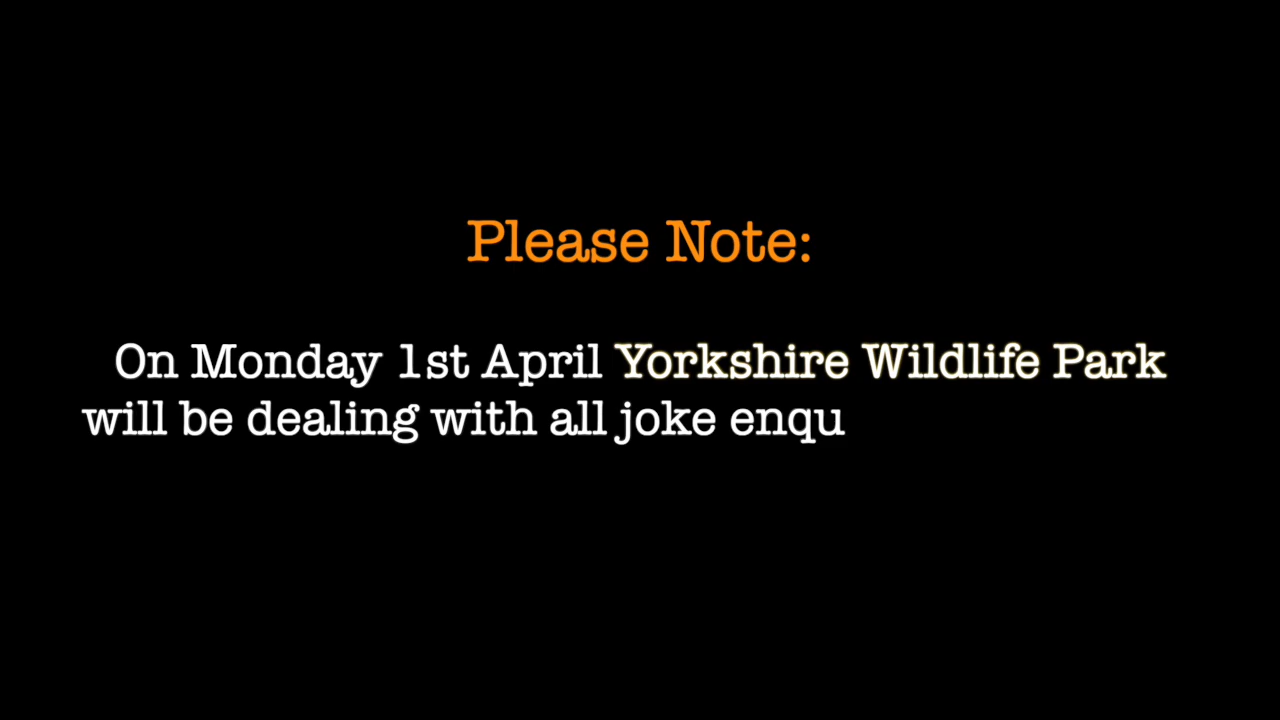 Please Note:
On Monday 1st April Yorkshire Wildlife Park
will be dealing with all joke enqu